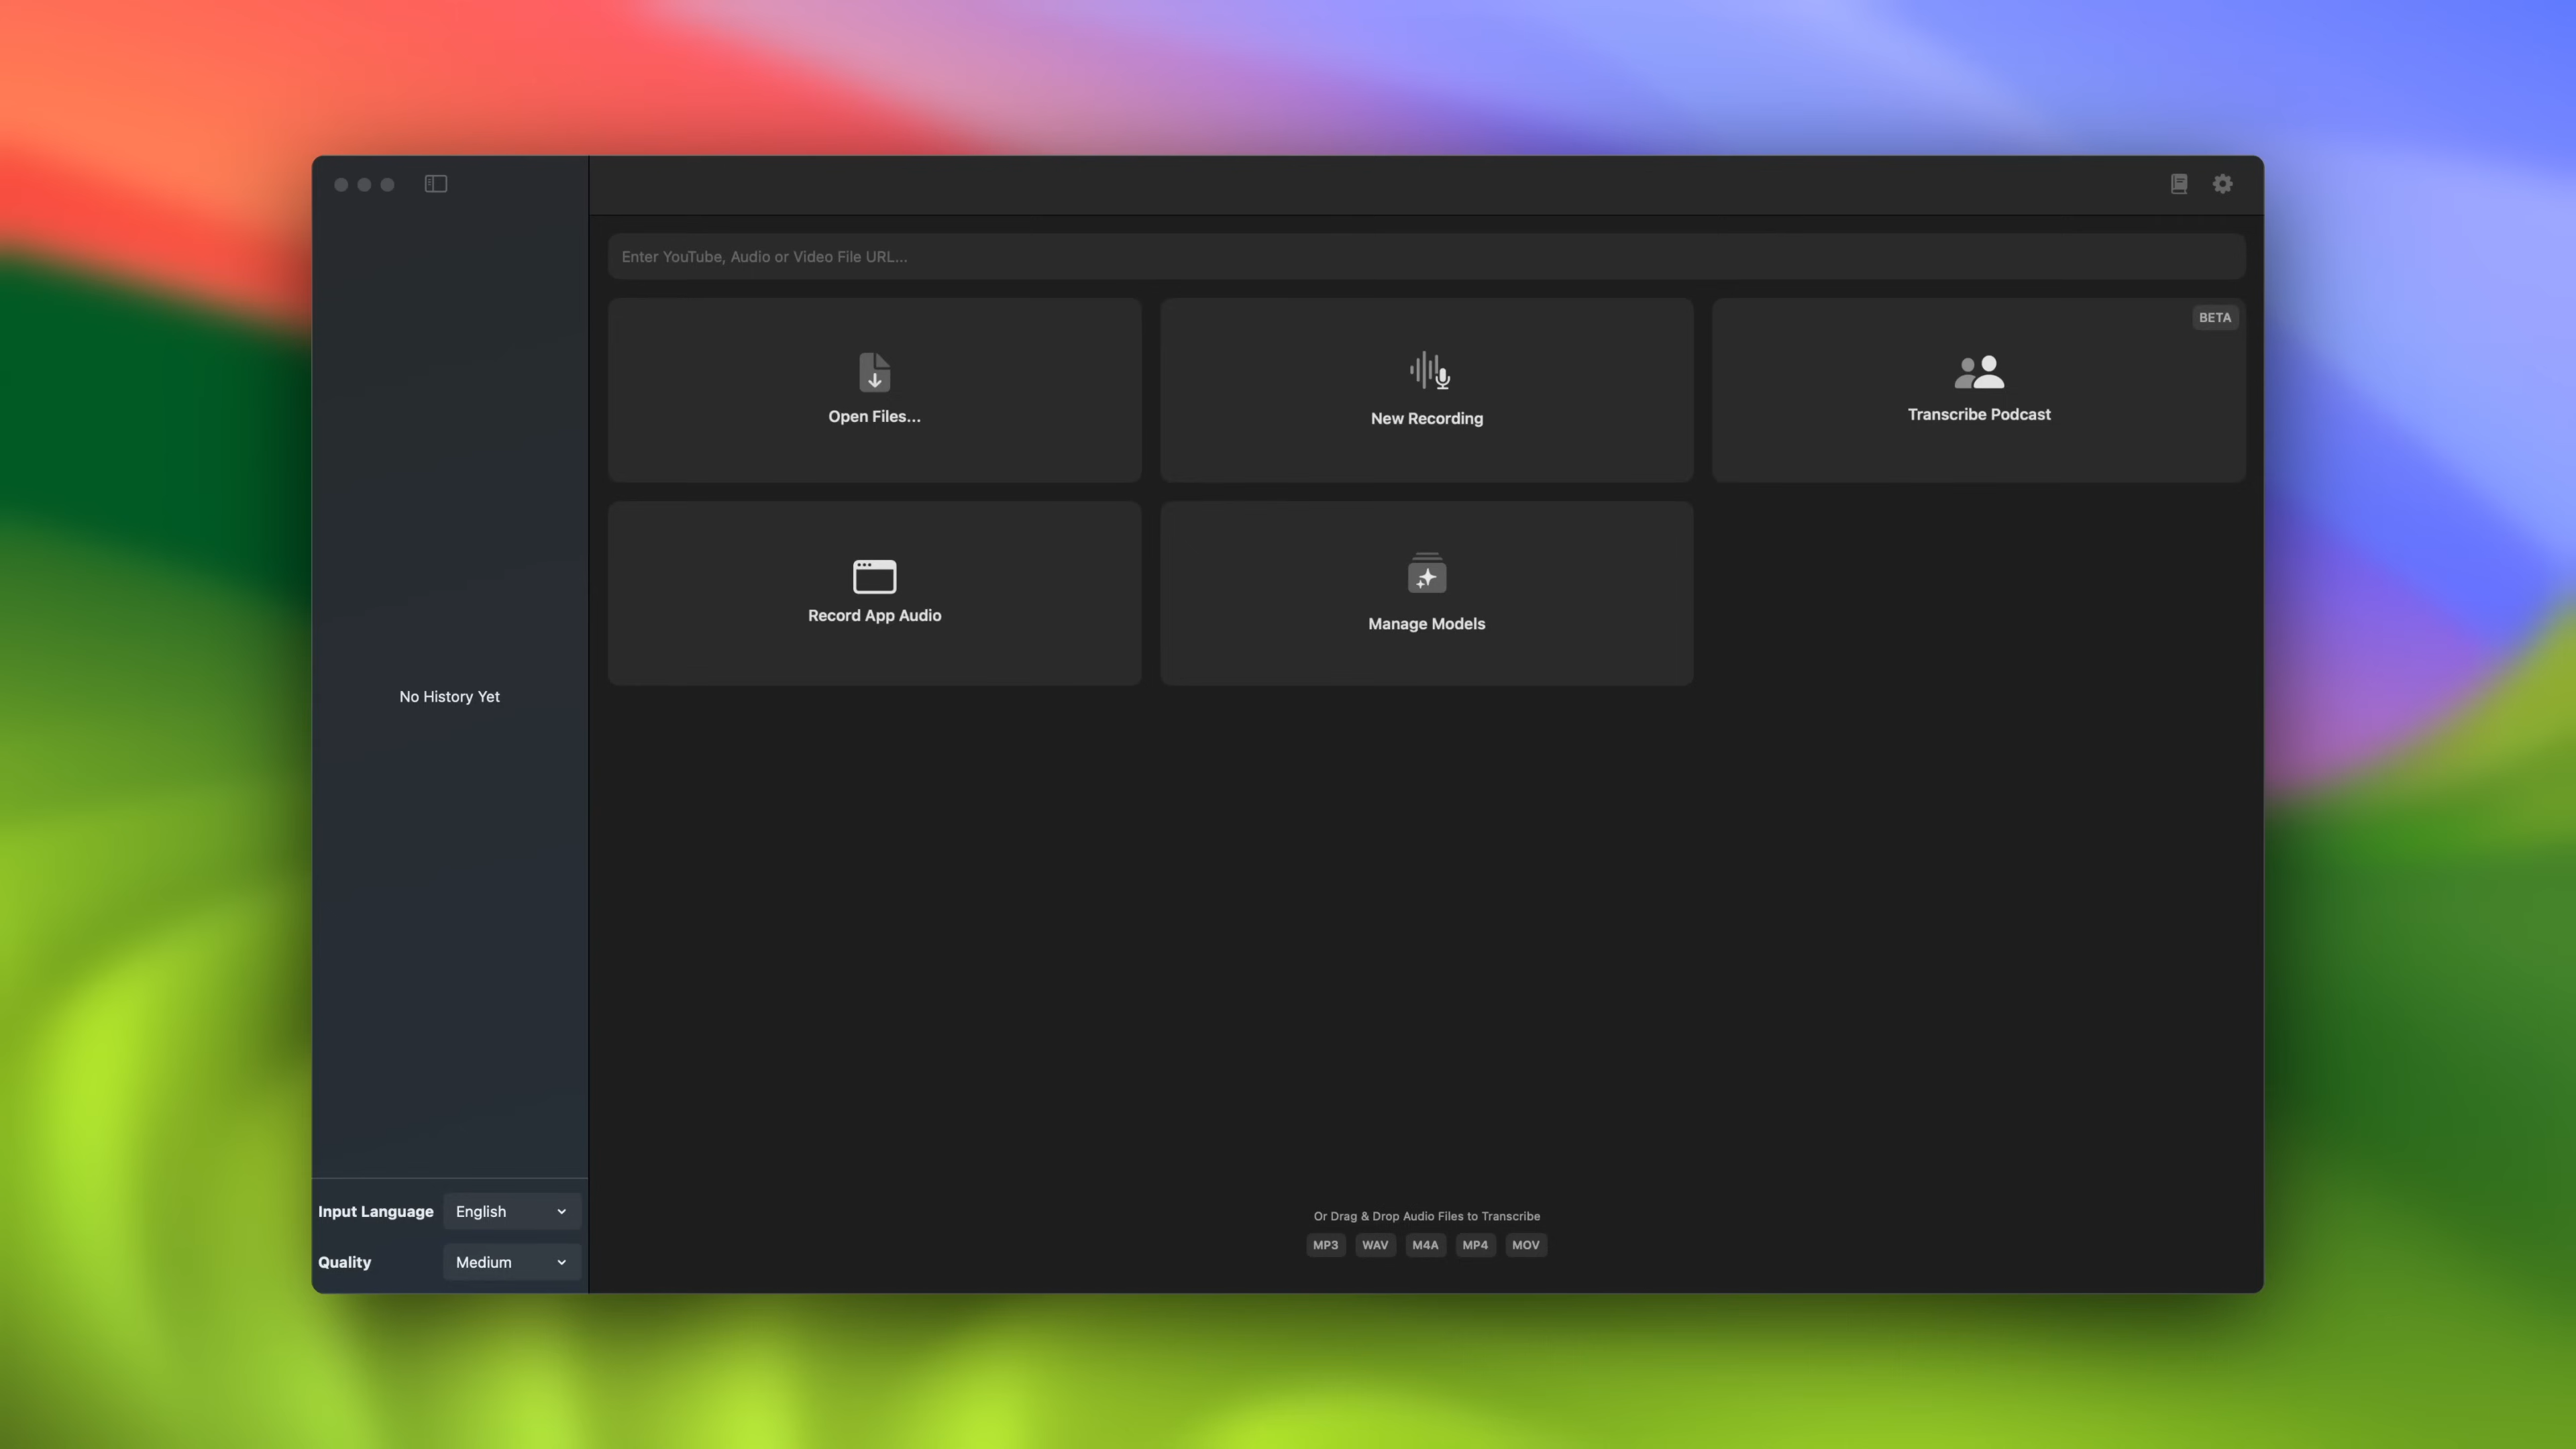 Enter YouTube, Audio or Video File URL...
Open Files...
New Recording
BETA
Transcribe Podcast
Record App Audio
Manage Models
No History Yet
Input Language English
Quality Medium
Or Drag & Drop Audio Files to Transcribe
MP3 WAV M4A MP4 MOV